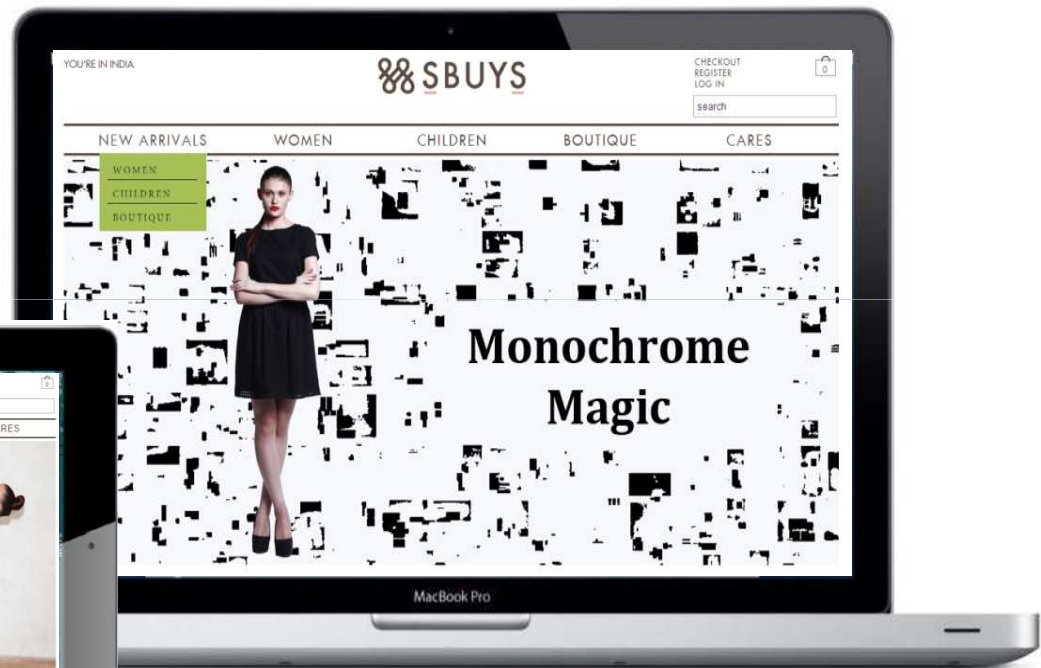 YOU'RE IN INDIA
SBUYS
CHECKOUT
REGISTER
LOG IN
0
search
NEW ARRIVALS
WOMEN
CHILDREN
BOUTIQUE
CARES
WOMEN
CHILDREN
BOUTIQUE
Monochrome
Magic
MacBook Pro
0
RES